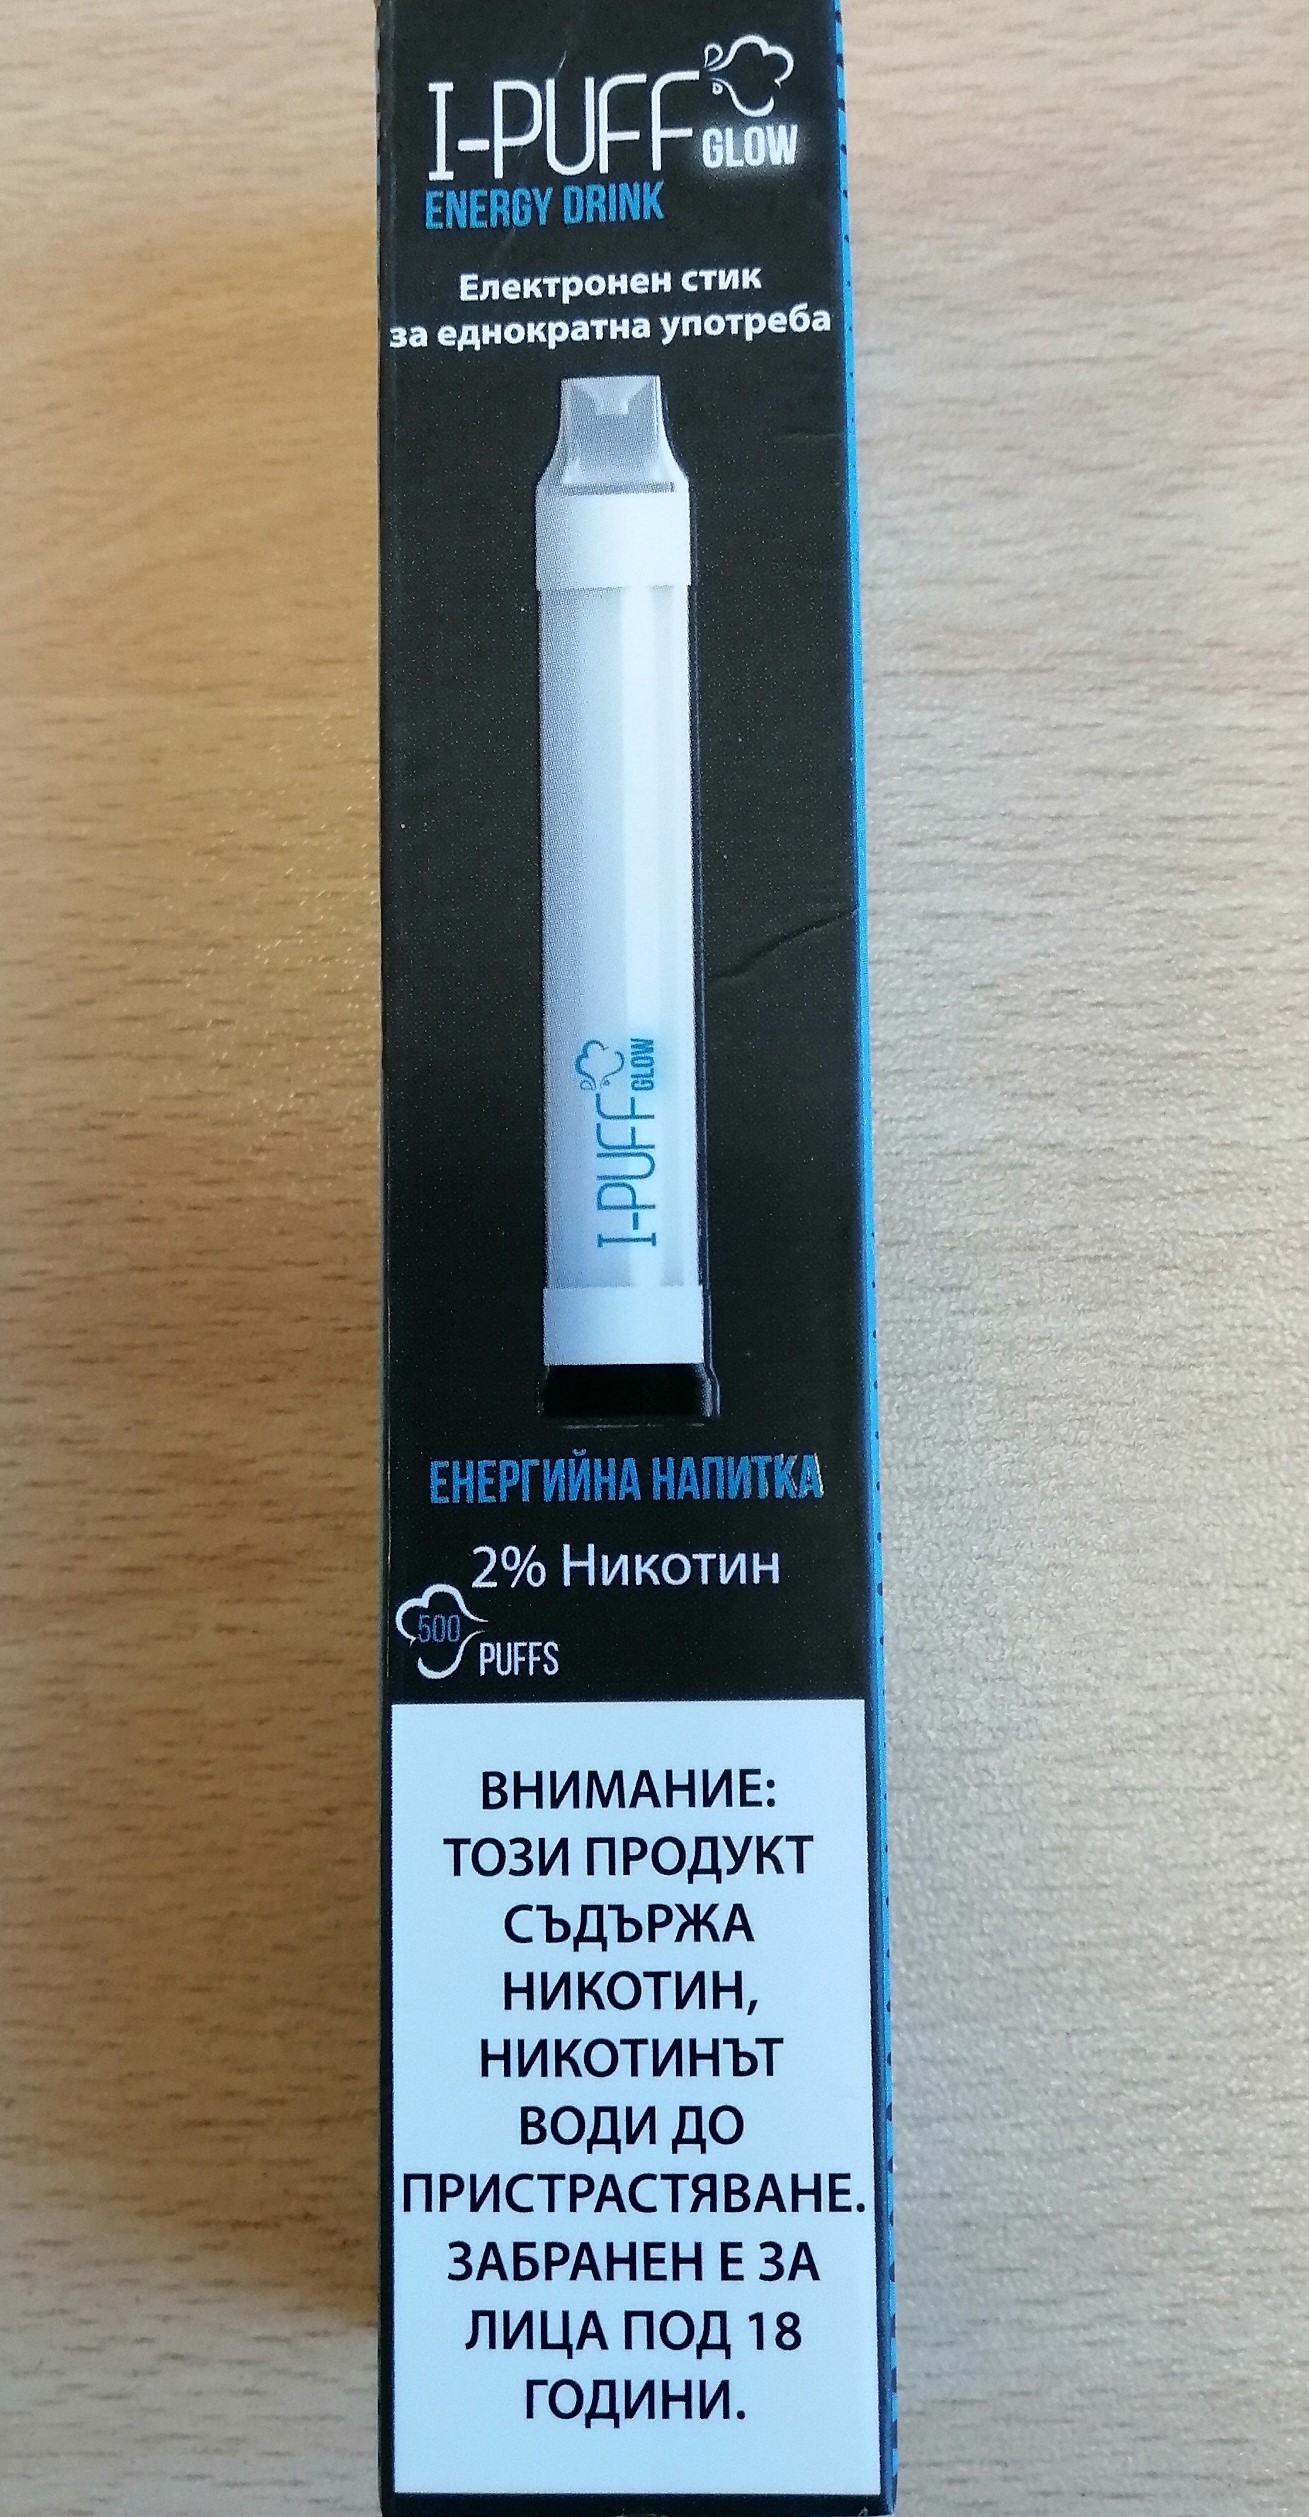 I-PUFF
GLOW
ENERGY DRINK
Електронен стик
за еднократна употреба
I-PUFF
GLOW
ЕНЕРГИЙНА НАПИТКА
2% Никотин
500
PUFFS
ВНИМАНИЕ:
ТОЗИ ПРОДУКТ
СЪДЪРЖА
НИКОТИН,
НИКОТИНЪТ
ВОДИ ДО
ПРИСТРАСТЯВАНЕ.
ЗАБРАНЕН Е ЗА
ЛИЦА ПОД 18
ГОДИНИ.